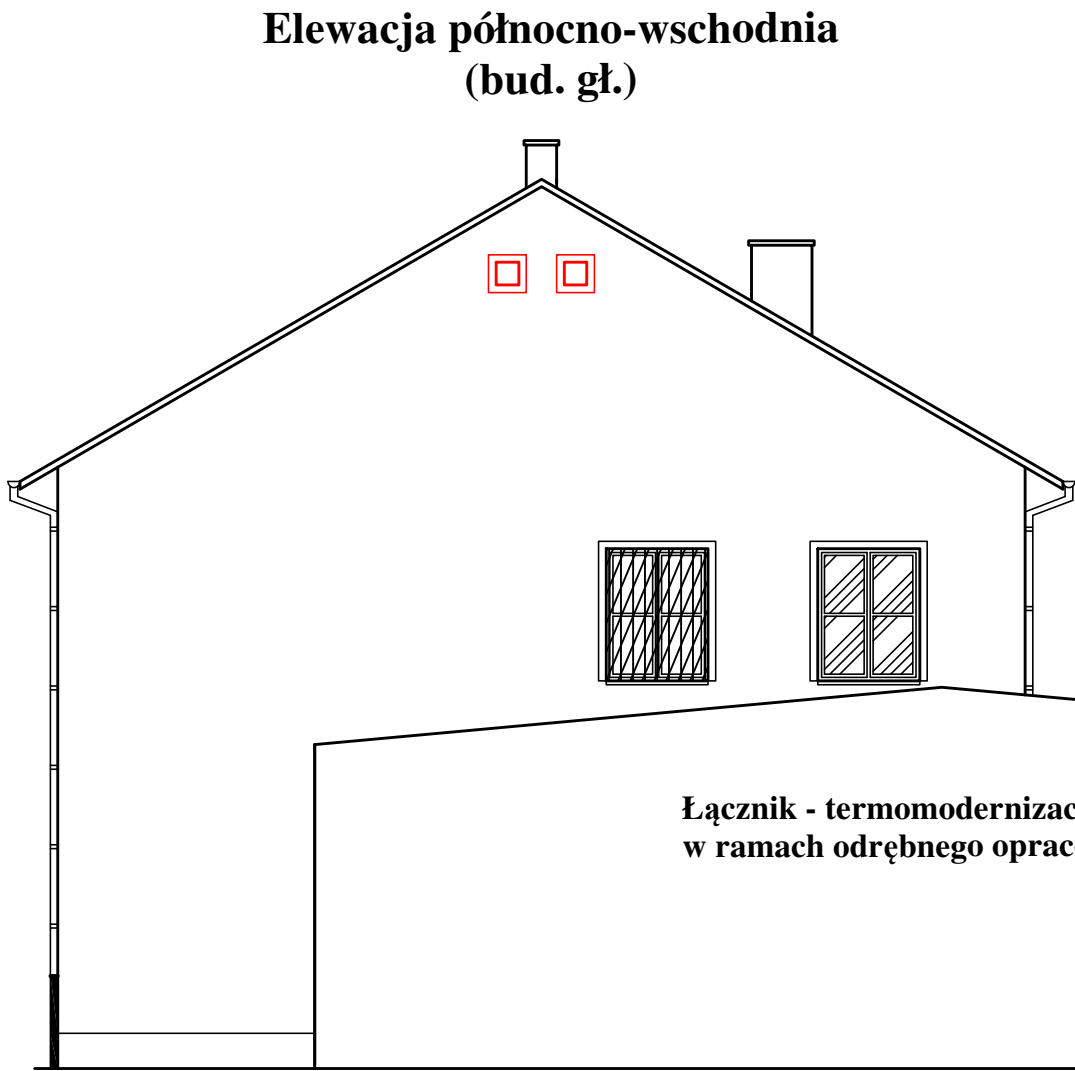 Elewacja północno-wschodnia
(bud. gł.)
Łącznik - termomodernizac
w ramach odrębnego oprac